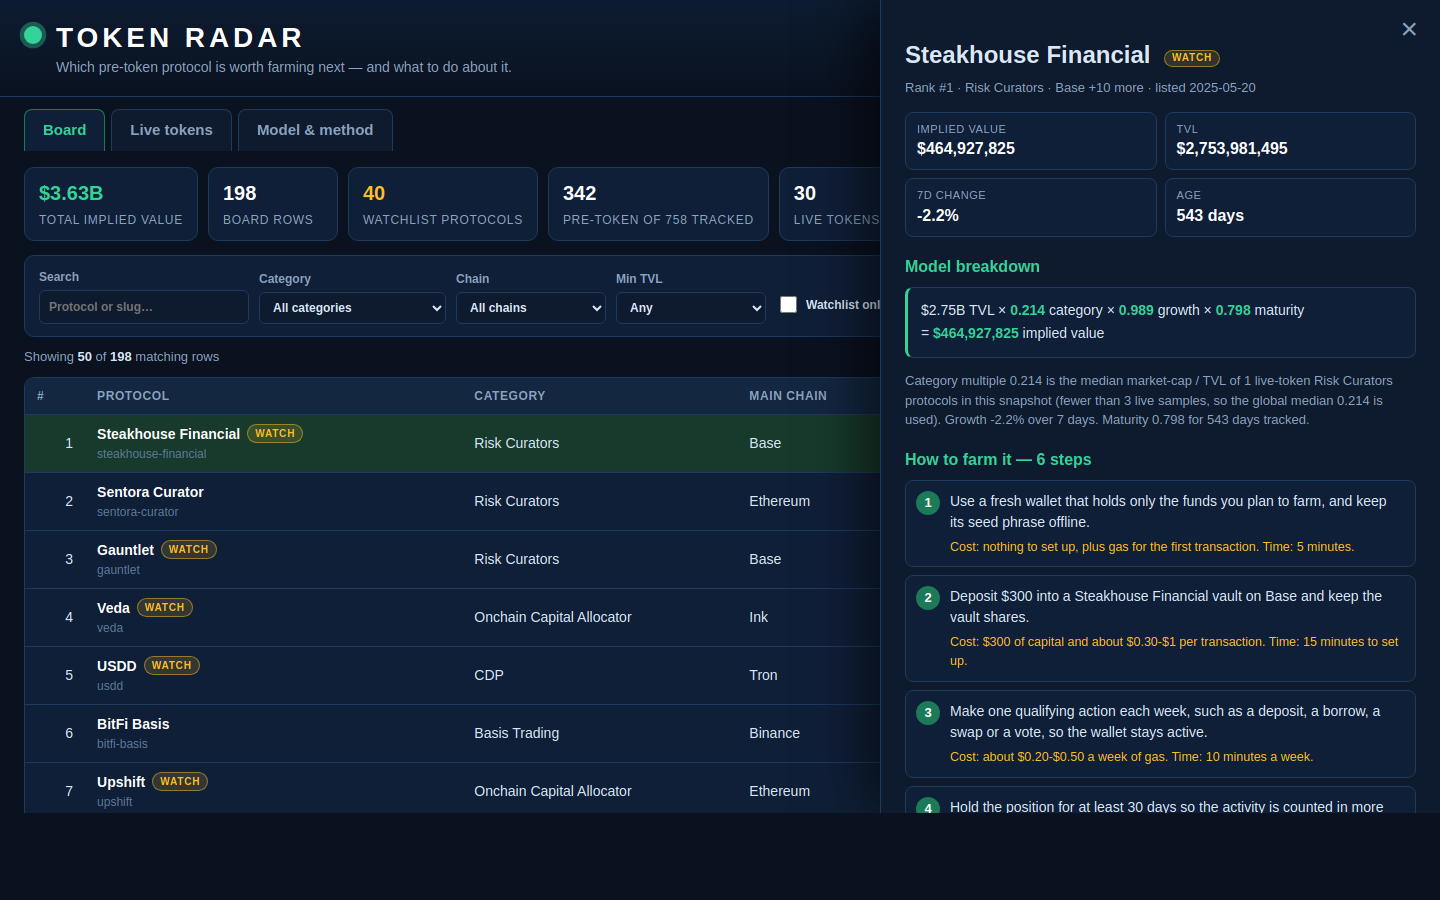 TOKEN RADAR
Which pre-token protocol is worth farming next — and what to do about it.
Board
Live tokens
Model & method
$3.63B
TOTAL IMPLIED VALUE
198
BOARD ROWS
40
WATCHLIST PROTOCOLS
342
PRE-TOKEN OF 758 TRACKED
30
LIVE TOKENS
Search
Protocol or slug…
Category
All categories
Chain
All chains
Min TVL
Any
Watchlist onl
Showing 50 of 198 matching rows
# PROTOCOL CATEGORY MAIN CHAIN
1 Steakhouse Financial WATCH Risk Curators Base
steakhouse-financial
2 Sentora Curator Risk Curators Ethereum
sentora-curator
3 Gauntlet WATCH Risk Curators Base
gauntlet
4 Veda WATCH Onchain Capital Allocator Ink
veda
5 USDD WATCH CDP Tron
usdd
6 BitFi Basis Basis Trading Binance
bitfi-basis
7 Upshift WATCH Onchain Capital Allocator Ethereum
upshift
×
Steakhouse Financial WATCH
Rank #1 · Risk Curators · Base +10 more · listed 2025-05-20
IMPLIED VALUE
$464,927,825
TVL
$2,753,981,495
7D CHANGE
-2.2%
AGE
543 days
Model breakdown
$2.75B TVL × 0.214 category × 0.989 growth × 0.798 maturity
= $464,927,825 implied value
Category multiple 0.214 is the median market-cap / TVL of 1 live-token Risk Curators
protocols in this snapshot (fewer than 3 live samples, so the global median 0.214 is
used). Growth -2.2% over 7 days. Maturity 0.798 for 543 days tracked.
How to farm it — 6 steps
1 Use a fresh wallet that holds only the funds you plan to farm, and keep
its seed phrase offline.
Cost: nothing to set up, plus gas for the first transaction. Time: 5 minutes.
2 Deposit $300 into a Steakhouse Financial vault on Base and keep the
vault shares.
Cost: $300 of capital and about $0.30-$1 per transaction. Time: 15 minutes to set
up.
3 Make one qualifying action each week, such as a deposit, a borrow, a
swap or a vote, so the wallet stays active.
Cost: about $0.20-$0.50 a week of gas. Time: 10 minutes a week.
4 Hold the position for at least 30 days so the activity is counted in more